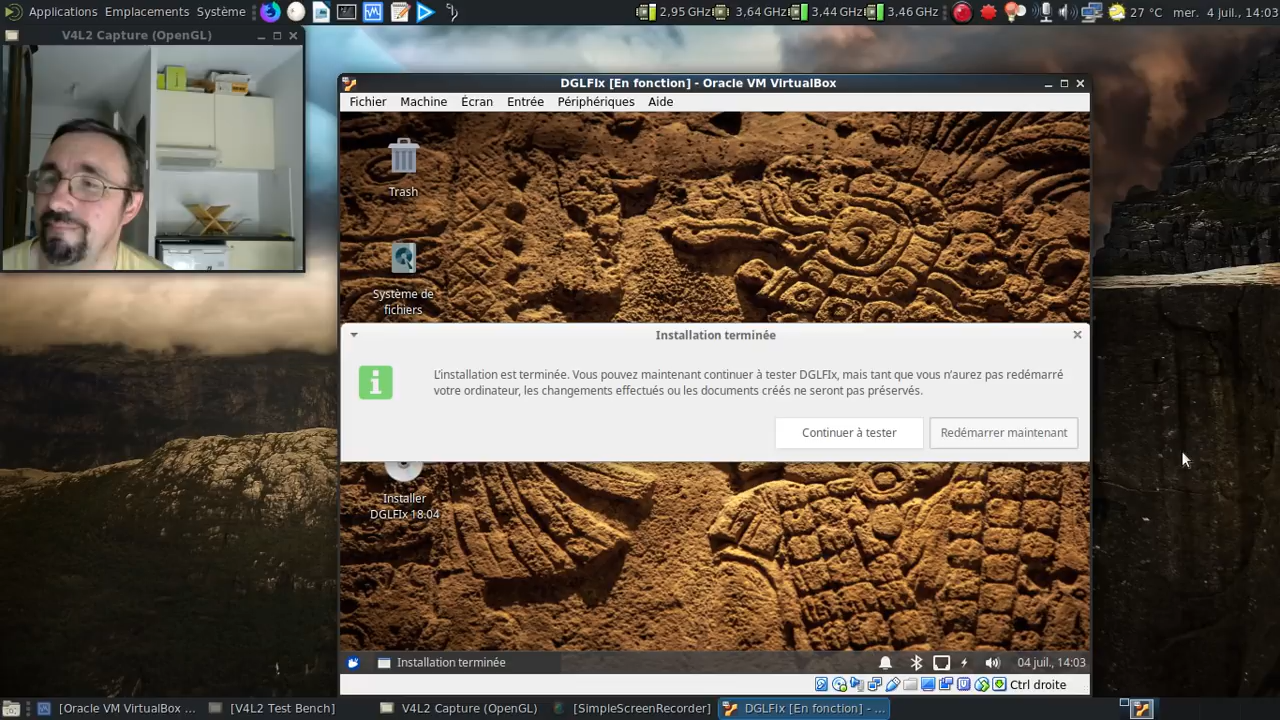 Applications Emplacements Système
2,95 GHz 3,64 GHz 3,44 GHz 3,46 GHz 27 °C mer. 4 juil., 14:03
V4L2 Capture (OpenGL)
DGLFIx [En fonction] - Oracle VM VirtualBox
Fichier Machine Écran Entrée Périphériques Aide
Trash
Système de
fichiers
Installation terminée
L’installation est terminée. Vous pouvez maintenant continuer à tester DGLFIx, mais tant que vous n’aurez pas redémarré
votre ordinateur, les changements effectués ou les documents créés ne seront pas préservés.
Continuer à tester Redémarrer maintenant
Installer
DGLFIx 18.04
Installation terminée 04 juil., 14:03
Ctrl droite
[Oracle VM VirtualBox ... [V4L2 Test Bench] V4L2 Capture (OpenGL) [SimpleScreenRecorder] DGLFIx [En fonction] - ...